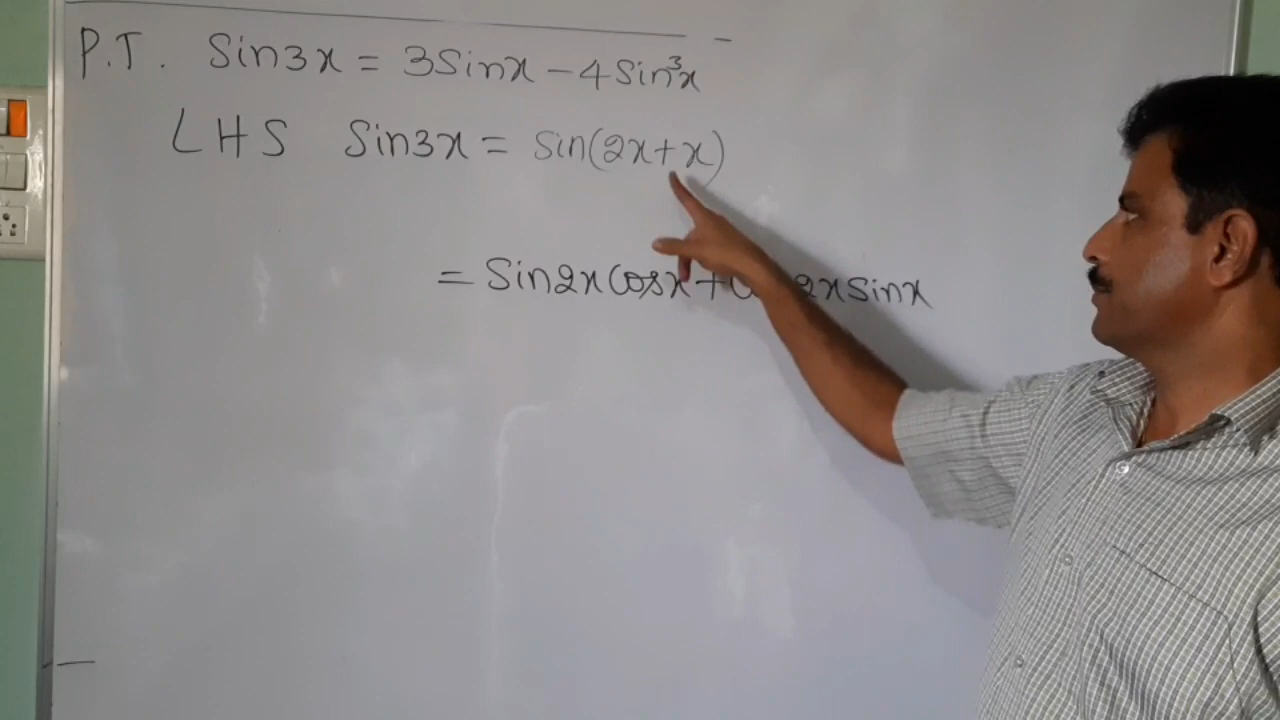 P.T. Sin3x = 3Sinx - 4Sin³x
LHS Sin3x = Sin(2x+x)
= Sin2x Cosx + 2x Sinx